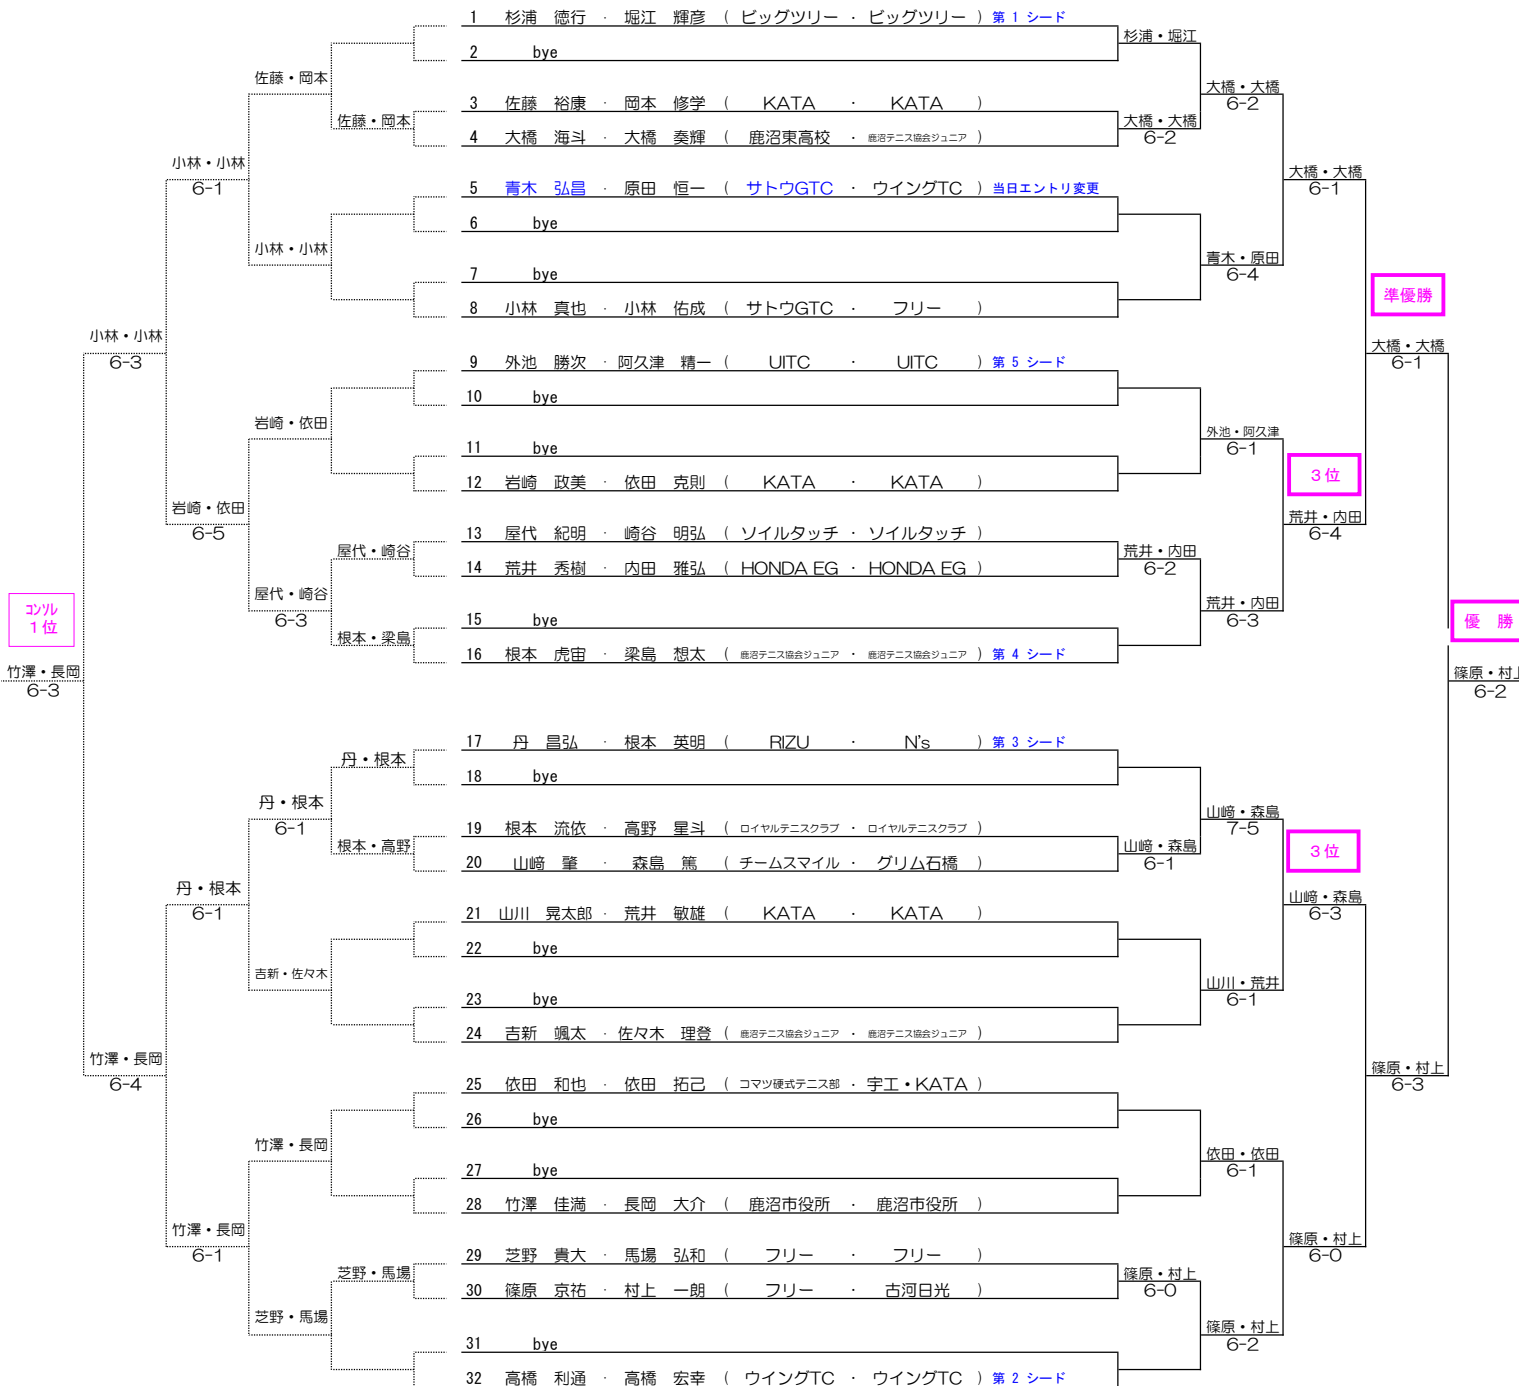 1 杉浦 徳行 ・ 堀江 輝彦 ( ビッグツリー ・ ビッグツリー ) 第 1 シード
杉浦・堀江
2 bye
佐藤・岡本
大橋・大橋
6-2
3 佐藤 裕康 ・ 岡本 修学 ( KATA ・ KATA )
佐藤・岡本
大橋・大橋
6-2
4 大橋 海斗 ・ 大橋 奏輝 ( 鹿沼東高校 ・ 鹿沼テニス協会ジュニア )
小林・小林
6-1
大橋・大橋
6-1
5 青木 弘昌 ・ 原田 恒一 ( サトウGTC ・ ウイングTC ) 当日エントリ変更
6 bye
小林・小林
青木・原田
6-4
7 bye
準優勝
8 小林 真也 ・ 小林 佑成 ( サトウGTC ・ フリー )
小林・小林
6-3
大橋・大橋
6-1
9 外池 勝次 ・ 阿久津 精一 ( UITC ・ UITC ) 第 5 シード
10 bye
岩崎・依田
外池・阿久津
6-1
11 bye
3位
12 岩崎 政美 ・ 依田 克則 ( KATA ・ KATA )
岩崎・依田
6-5
荒井・内田
6-4
13 屋代 紀明 ・ 崎谷 明弘 ( ソイルタッチ ・ ソイルタッチ )
屋代・崎谷
荒井・内田
6-2
14 荒井 秀樹 ・ 内田 雅弘 ( HONDA EG ・ HONDA EG )
屋代・崎谷
6-3
荒井・内田
6-3
コンソレ
1位
15 bye
優 勝
根本・梁島
16 根本 虎宙 ・ 梁島 想太 ( 鹿沼テニス協会ジュニア ・ 鹿沼テニス協会ジュニア ) 第 4 シード
竹澤・長岡
6-3
篠原・村上
6-2
17 丹 昌弘 ・ 根本 英明 ( RIZU ・ N's ) 第 3 シード
丹・根本
18 bye
丹・根本
6-1
山﨑・森島
7-5
19 根本 流依 ・ 高野 星斗 ( ロイヤルテニスクラブ ・ ロイヤルテニスクラブ )
根本・高野
山﨑・森島
6-1
3位
20 山﨑 肇 ・ 森島 篤 ( チームスマイル ・ グリム石橋 )
丹・根本
6-1
山﨑・森島
6-3
21 山川 晃太郎 ・ 荒井 敏雄 ( KATA ・ KATA )
22 bye
吉新・佐々木
山川・荒井
6-1
23 bye
24 吉新 颯太 ・ 佐々木 理登 ( 鹿沼テニス協会ジュニア ・ 鹿沼テニス協会ジュニア )
竹澤・長岡
6-4
篠原・村上
6-3
25 依田 和也 ・ 依田 拓己 ( コマツ硬式テニス部 ・ 宇工・KATA )
26 bye
竹澤・長岡
依田・依田
6-1
27 bye
28 竹澤 佳満 ・ 長岡 大介 ( 鹿沼市役所 ・ 鹿沼市役所 )
竹澤・長岡
6-1
篠原・村上
6-0
29 芝野 貴大 ・ 馬場 弘和 ( フリー ・ フリー )
芝野・馬場
篠原・村上
6-0
30 篠原 京祐 ・ 村上 一朗 ( フリー ・ 古河日光 )
芝野・馬場
篠原・村上
6-2
31 bye
32 高橋 利通 ・ 高橋 宏幸 ( ウイングTC ・ ウイングTC ) 第 2 シード